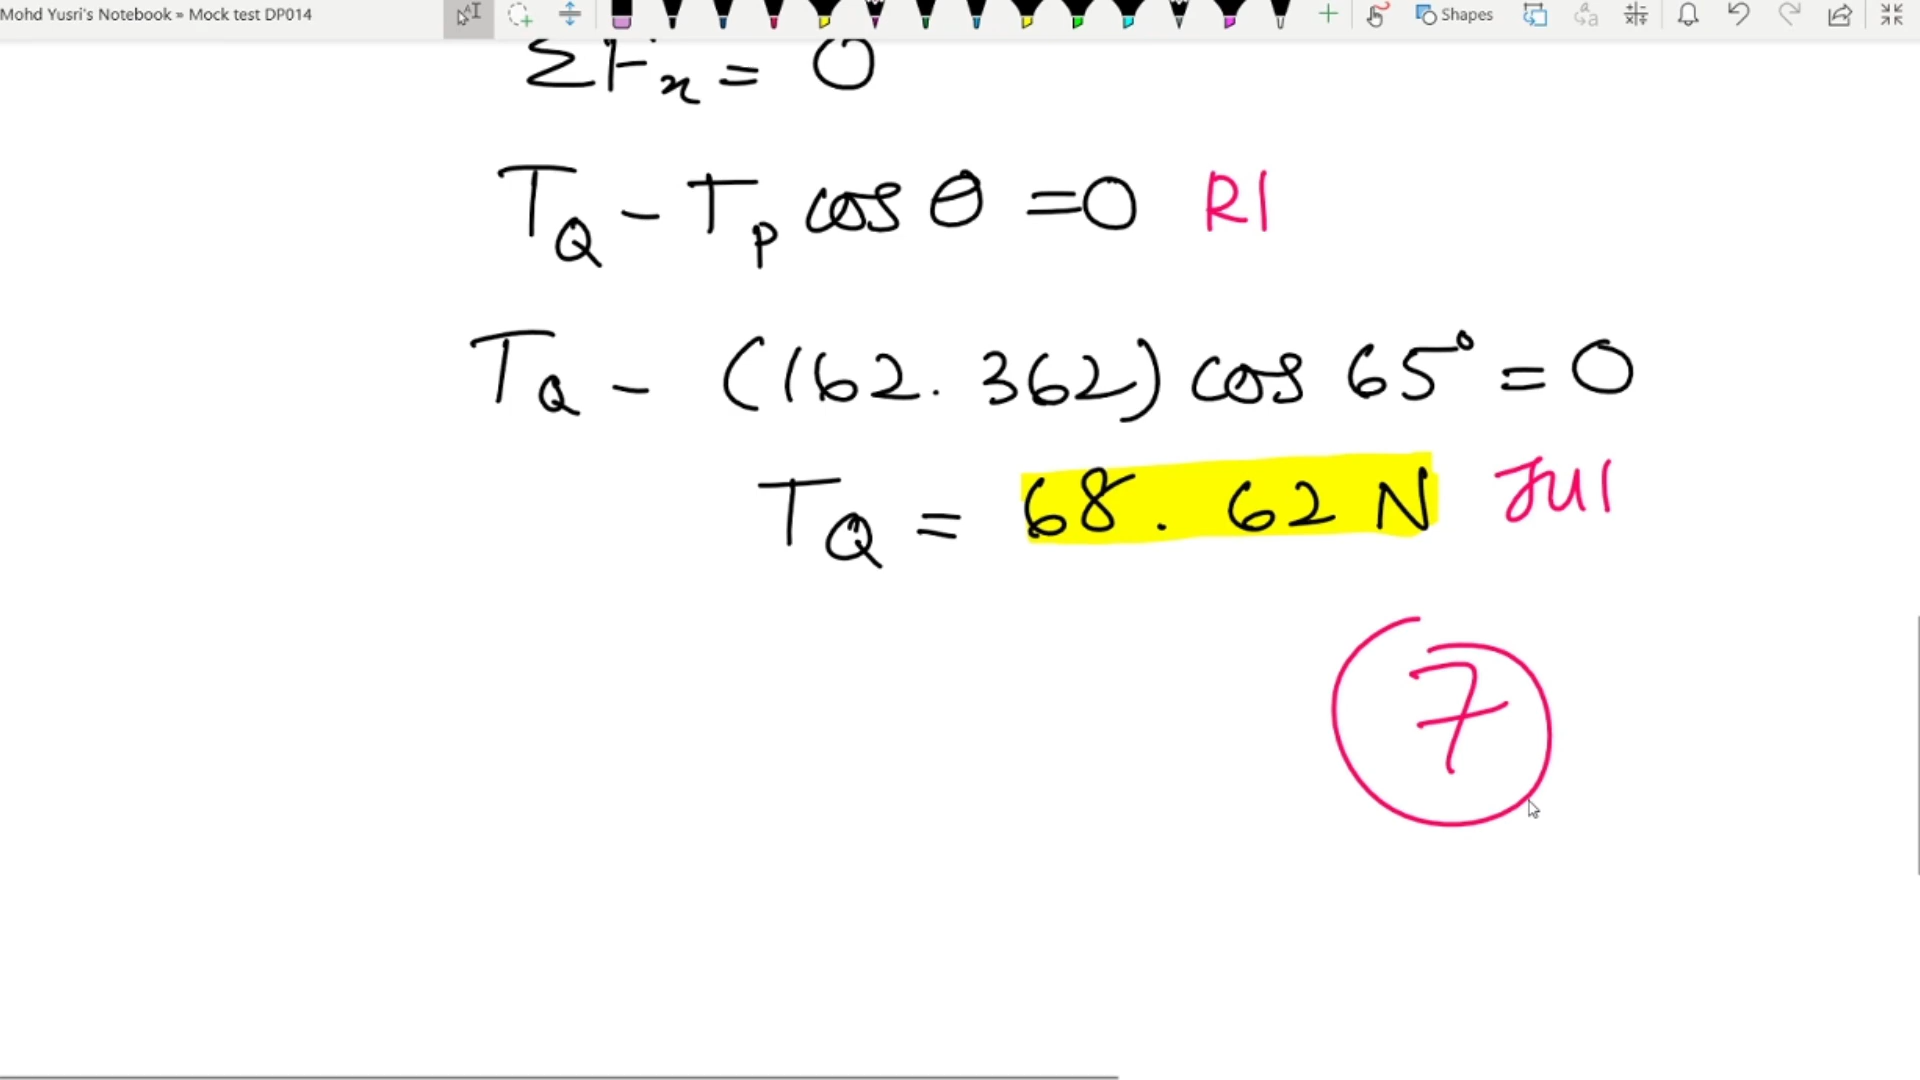 Mohd Yusri's Notebook » Mock test DP014
Shapes
ΣFx = 0
TQ - TP cos θ = 0 R1
TQ - (162.362) cos 65° = 0
TQ = 68.62 N JU1
7